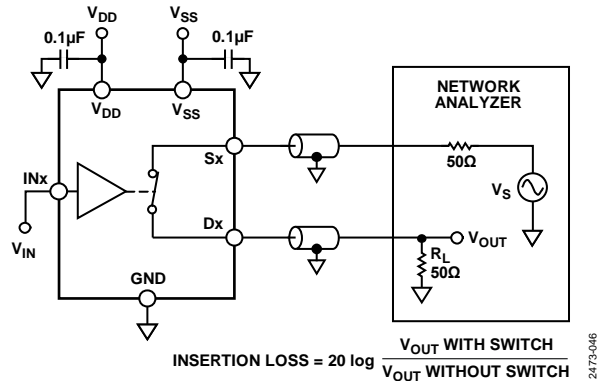 VDD
VSS
0.1µF
0.1µF
VDD
VSS
NETWORK
ANALYZER
Sx
50Ω
INx
VS
Dx
VOUT
VIN
RL
50Ω
GND
INSERTION LOSS = 20 log
VOUT WITH SWITCH
VOUT WITHOUT SWITCH
2473-046